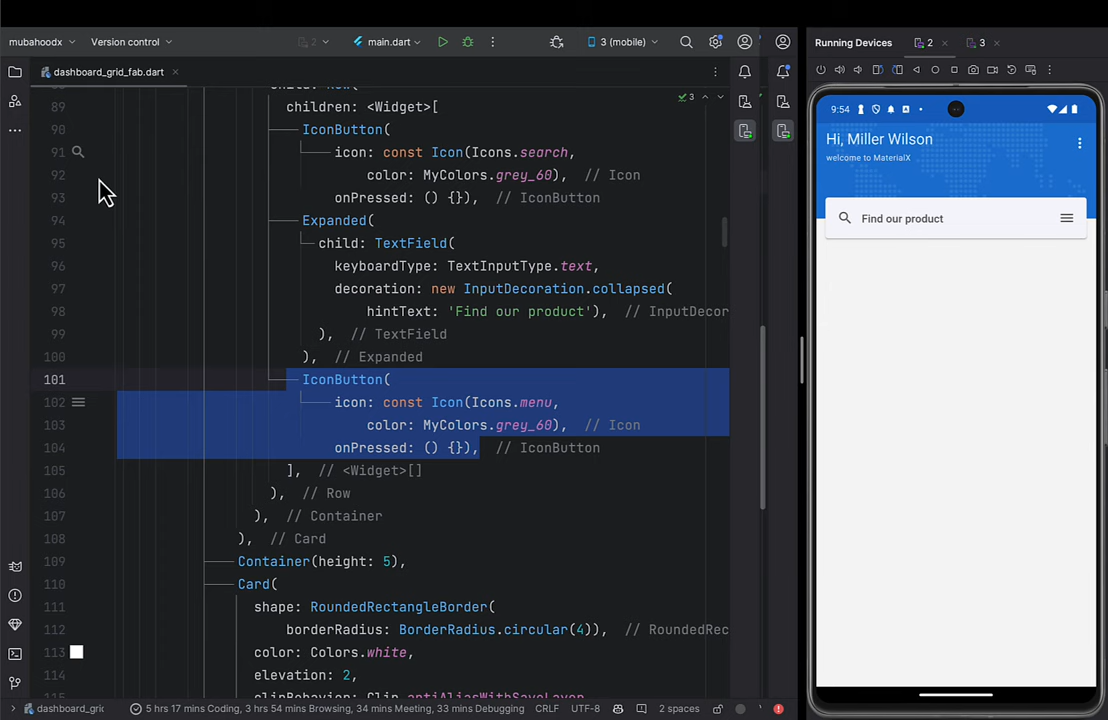 mubahoodx Version control 2 main.dart 3 (mobile) Running Devices 2 3
dashboard_grid_fab.dart
3
89 children: <Widget>[
90 IconButton(
91 icon: const Icon(Icons.search,
92 color: MyColors.grey_60), // Icon
93 onPressed: () {}), // IconButton
94 Expanded(
95 child: TextField(
96 keyboardType: TextInputType.text,
97 decoration: new InputDecoration.collapsed(
98 hintText: 'Find our product'), // InputDecor
99 ), // TextField
100 ), // Expanded
101 IconButton(
102 icon: const Icon(Icons.menu,
103 color: MyColors.grey_60), // Icon
104 onPressed: () {}), // IconButton
105 ], // <Widget>[]
106 ), // Row
107 ), // Container
108 ), // Card
109 Container(height: 5),
110 Card(
111 shape: RoundedRectangleBorder(
112 borderRadius: BorderRadius.circular(4)), // RoundedRec
113 color: Colors.white,
114 elevation: 2,
dashboard_gri 5 hrs 17 mins Coding, 3 hrs 54 mins Browsing, 34 mins Meeting, 33 mins Debugging CRLF UTF-8 2 spaces
9:54
Hi, Miller Wilson
welcome to MaterialX
Find our product